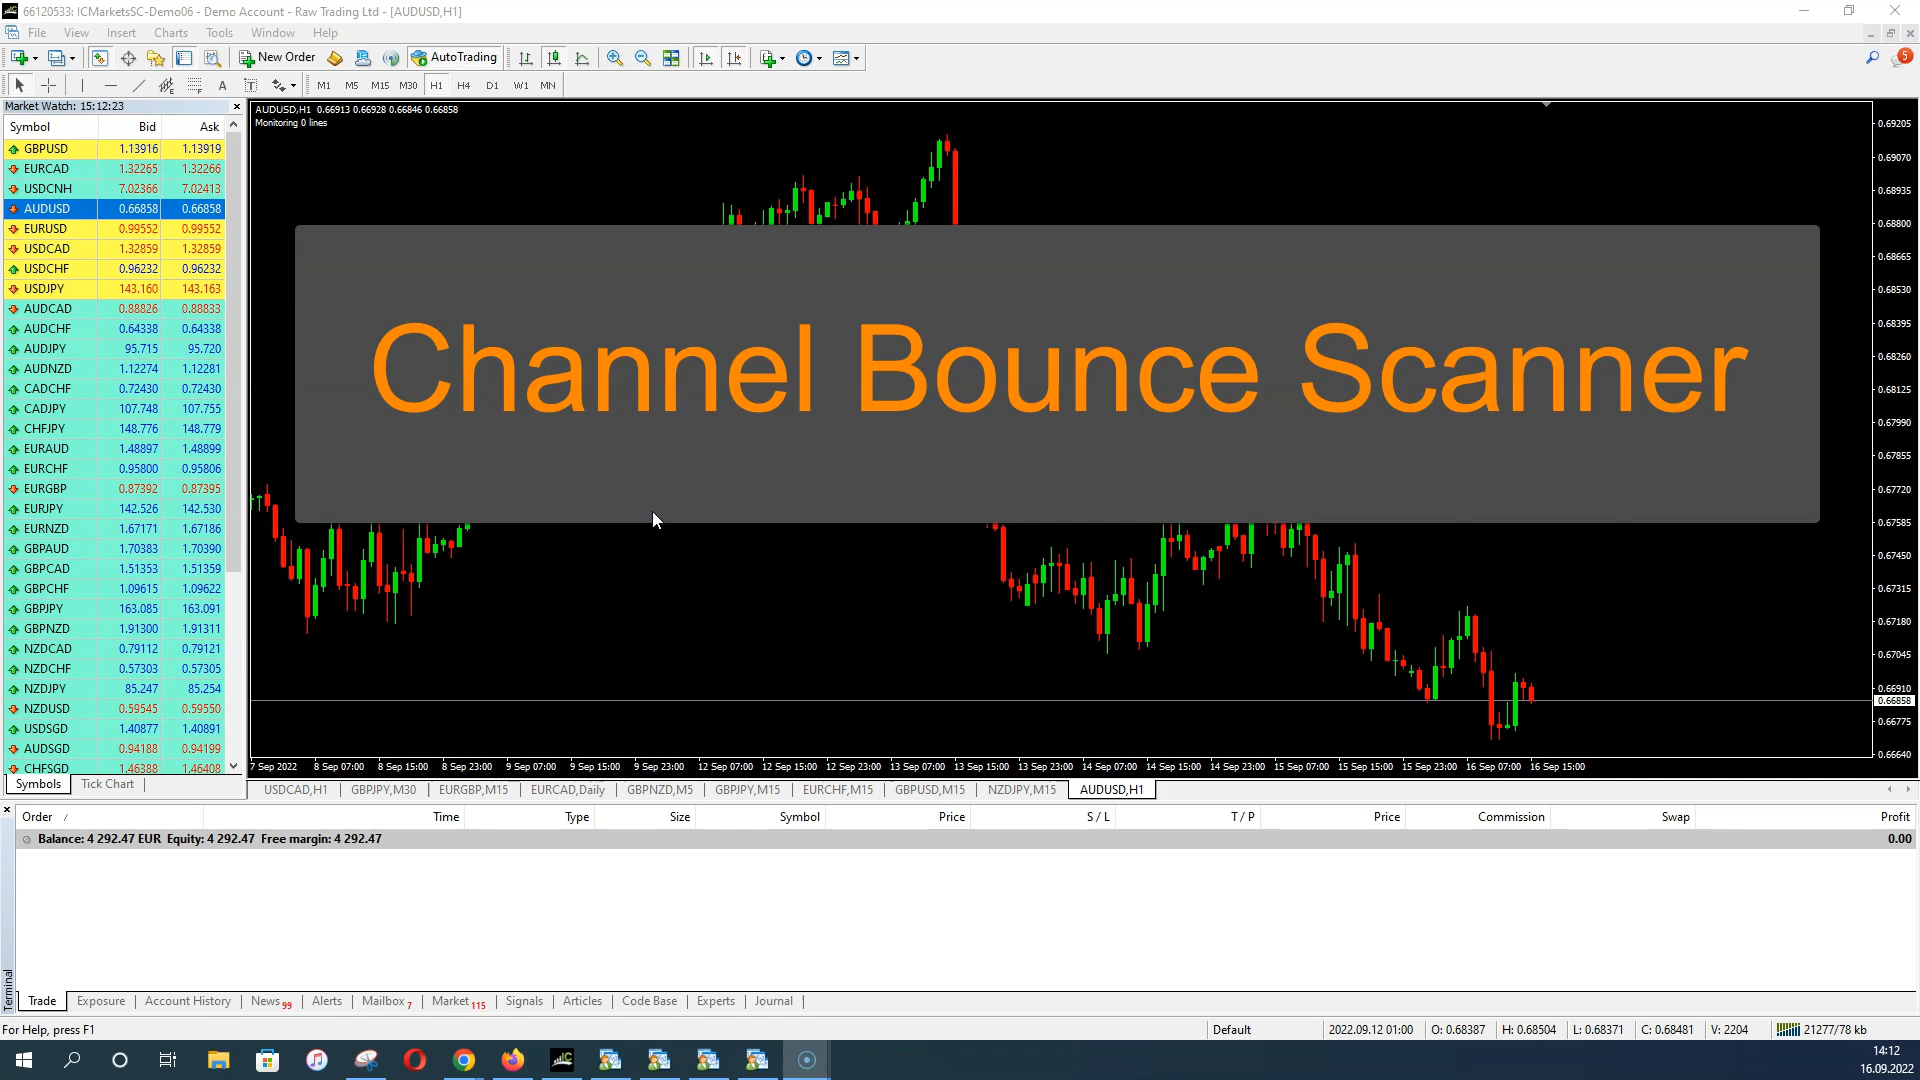 66120533: ICMarketsSC-Demo06 - Demo Account - Raw Trading Ltd - [AUDUSD,H1]
File View Insert Charts Tools Window Help
New Order AutoTrading 5
A T M1 M5 M15 M30 H1 H4 D1 W1 MN
Market Watch: 15:12:23
Symbol Bid Ask
GBPUSD 1.13916 1.13919
EURCAD 1.32265 1.32266
USDCNH 7.02366 7.02413
AUDUSD 0.66858 0.66858
EURUSD 0.99552 0.99552
USDCAD 1.32859 1.32859
USDCHF 0.96232 0.96232
USDJPY 143.160 143.163
AUDCAD 0.88826 0.88833
AUDCHF 0.64338 0.64338
AUDJPY 95.715 95.720
AUDNZD 1.12274 1.12281
CADCHF 0.72430 0.72430
CADJPY 107.748 107.755
CHFJPY 148.776 148.779
EURAUD 1.48897 1.48899
EURCHF 0.95800 0.95806
EURGBP 0.87392 0.87395
EURJPY 142.526 142.530
EURNZD 1.67171 1.67186
GBPAUD 1.70383 1.70390
GBPCAD 1.51353 1.51359
GBPCHF 1.09615 1.09622
GBPJPY 163.085 163.091
GBPNZD 1.91300 1.91311
NZDCAD 0.79112 0.79121
NZDCHF 0.57303 0.57305
NZDJPY 85.247 85.254
NZDUSD 0.59545 0.59550
USDSGD 1.40877 1.40891
AUDSGD 0.94188 0.94199
CHFSGD 1.46388 1.46408
Symbols Tick Chart
AUDUSD,H1 0.66913 0.66928 0.66846 0.66858
Monitoring 0 lines
Channel Bounce Scanner
0.69205
0.69070
0.68935
0.68800
0.68665
0.68530
0.68395
0.68260
0.68125
0.67990
0.67855
0.67720
0.67585
0.67450
0.67315
0.67180
0.67045
0.66910
0.66858
0.66775
0.66640
7 Sep 2022 8 Sep 07:00 8 Sep 15:00 8 Sep 23:00 9 Sep 07:00 9 Sep 15:00 9 Sep 23:00 12 Sep 07:00 12 Sep 15:00 12 Sep 23:00 13 Sep 07:00 13 Sep 15:00 13 Sep 23:00 14 Sep 07:00 14 Sep 15:00 14 Sep 23:00 15 Sep 07:00 15 Sep 15:00 15 Sep 23:00 16 Sep 07:00 16 Sep 15:00
USDCAD,H1 GBPJPY,M30 EURGBP,M15 EURCAD,Daily GBPNZD,M5 GBPJPY,M15 EURCHF,M15 GBPUSD,M15 NZDJPY,M15 AUDUSD,H1
Order / Time Type Size Symbol Price S / L T / P Price Commission Swap Profit
Balance: 4 292.47 EUR Equity: 4 292.47 Free margin: 4 292.47 0.00
Terminal
Trade Exposure Account History News 99 Alerts Mailbox 7 Market 115 Signals Articles Code Base Experts Journal
For Help, press F1 Default 2022.09.12 01:00 O: 0.68387 H: 0.68504 L: 0.68371 C: 0.68481 V: 2204 21277/78 kb
14:12
16.09.2022